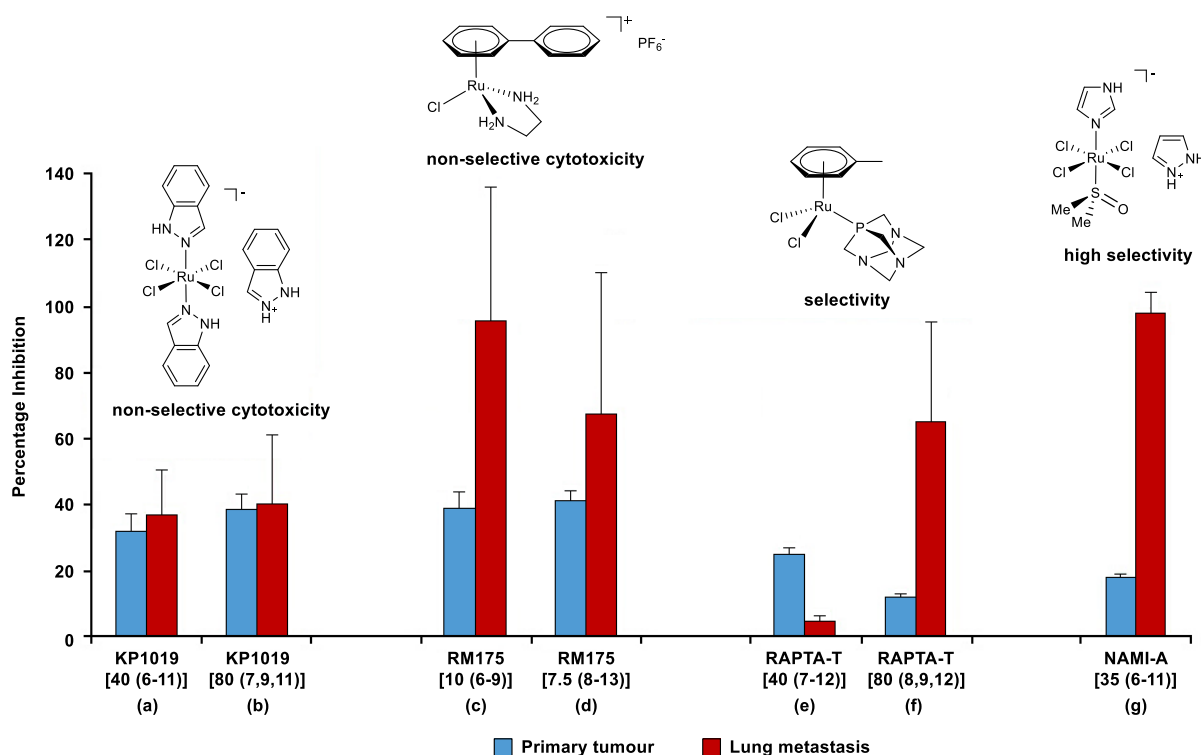 ]+
PF6-
Ru
Cl
NH2
H2N
non-selective cytotoxicity
]-
NH
N
Cl
Cl
Ru
Cl
Cl
S
O
Me
Me
NH
N
H
+
high selectivity
Ru
Cl
Cl
P
N
N
N
selectivity
]-
HN
N
Cl
Cl
Ru
Cl
Cl
N
NH
NH
N
H
+
non-selective cytotoxicity
Percentage Inhibition
140
120
100
80
60
40
20
0
KP1019 KP1019 RM175 RM175 RAPTA-T RAPTA-T NAMI-A
[40 (6-11)] [80 (7,9,11)] [10 (6-9)] [7.5 (8-13)] [40 (7-12)] [80 (8,9,12)] [35 (6-11)]
(a) (b) (c) (d) (e) (f) (g)
Primary tumour Lung metastasis